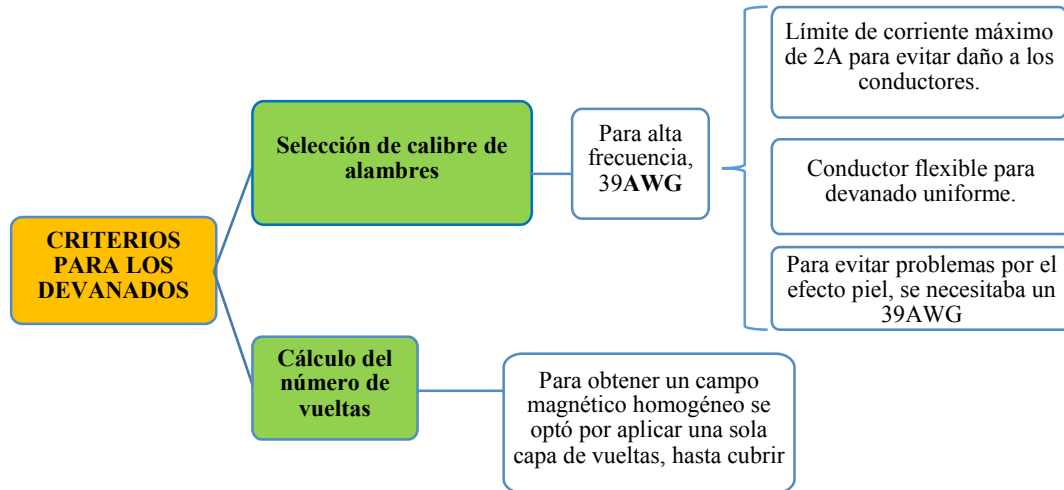 CRITERIOS
PARA LOS
DEVANADOS
Selección de calibre de
alambres
Para alta
frecuencia,
39AWG
Límite de corriente máximo
de 2A para evitar daño a los
conductores.
Conductor flexible para
devanado uniforme.
Para evitar problemas por el
efecto piel, se necesitaba un
39AWG
Cálculo del
número de
vueltas
Para obtener un campo
magnético homogéneo se
optó por aplicar una sola
capa de vueltas, hasta cubrir